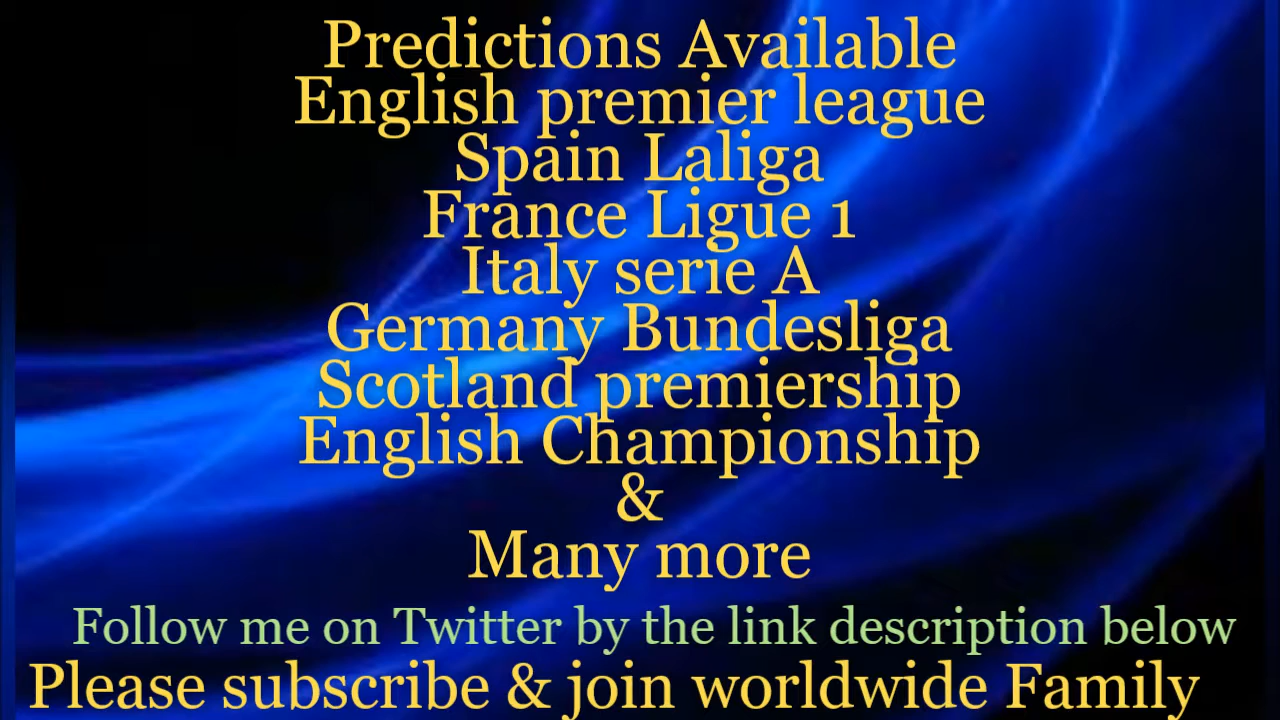 Predictions Available
English premier league
Spain Laliga
France Ligue 1
Italy serie A
Germany Bundesliga
Scotland premiership
English Championship
&
Many more
Follow me on Twitter by the link description below
Please subscribe & join worldwide Family